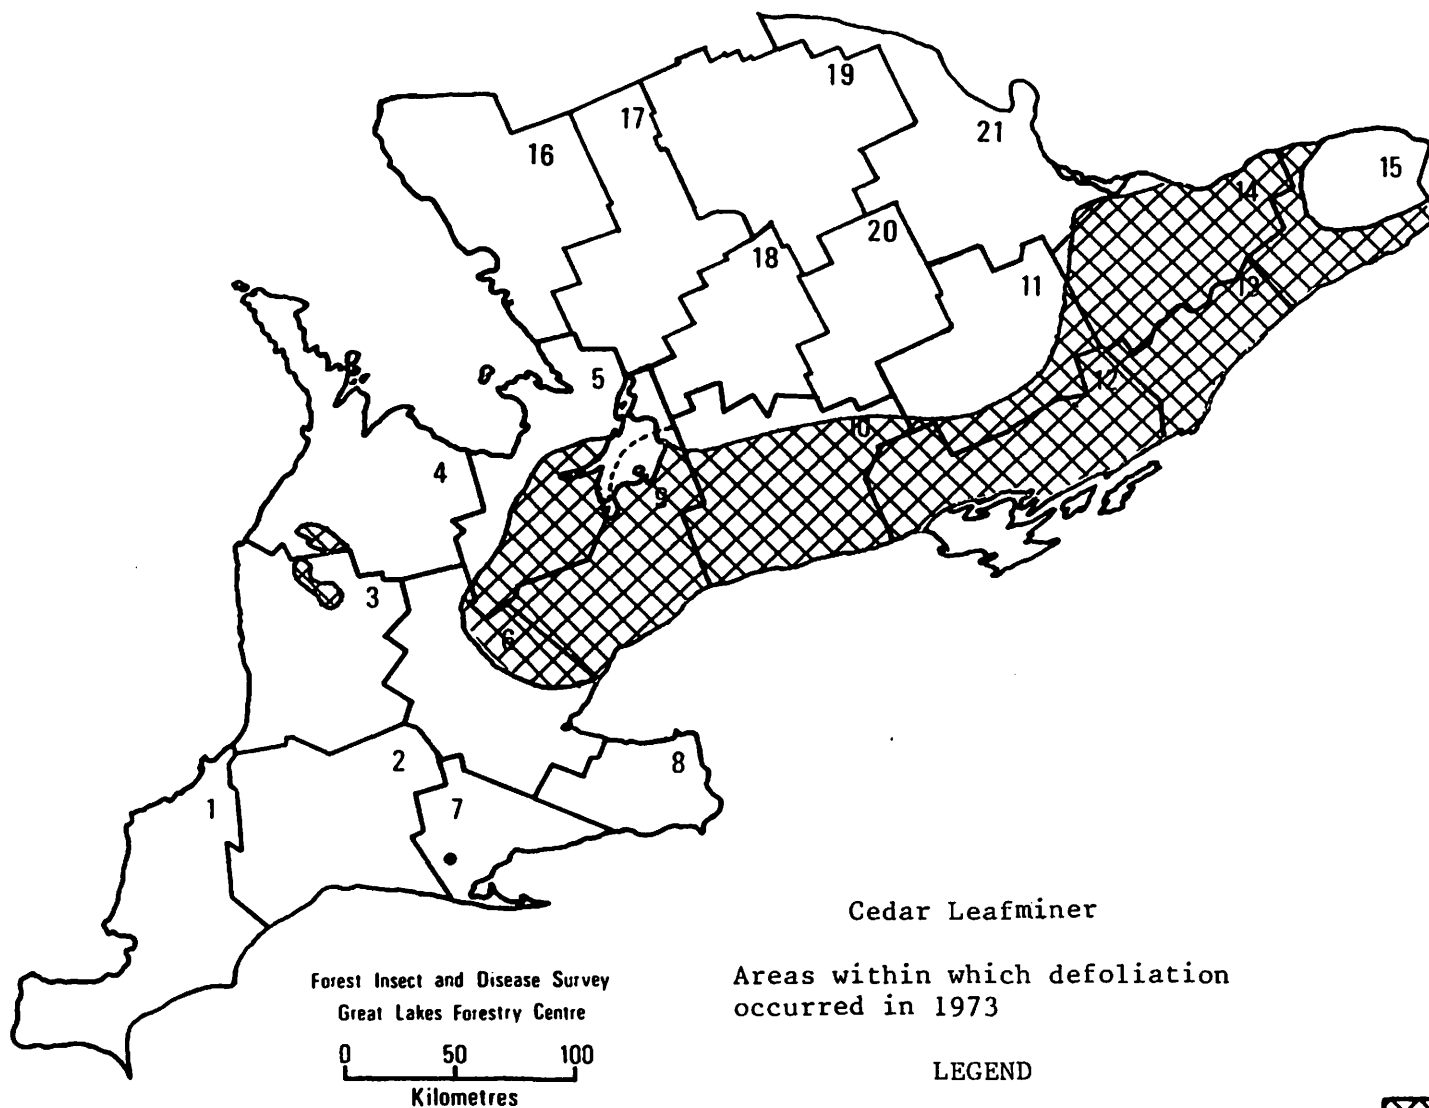 19
17
21
16
15
14
20
18
11
13
5
12
10
4
9
3
6
2
8
1
7
Cedar Leafminer
Areas within which defoliation
occurred in 1973
Forest Insect and Disease Survey
Great Lakes Forestry Centre
0 50 100
Kilometres
LEGEND